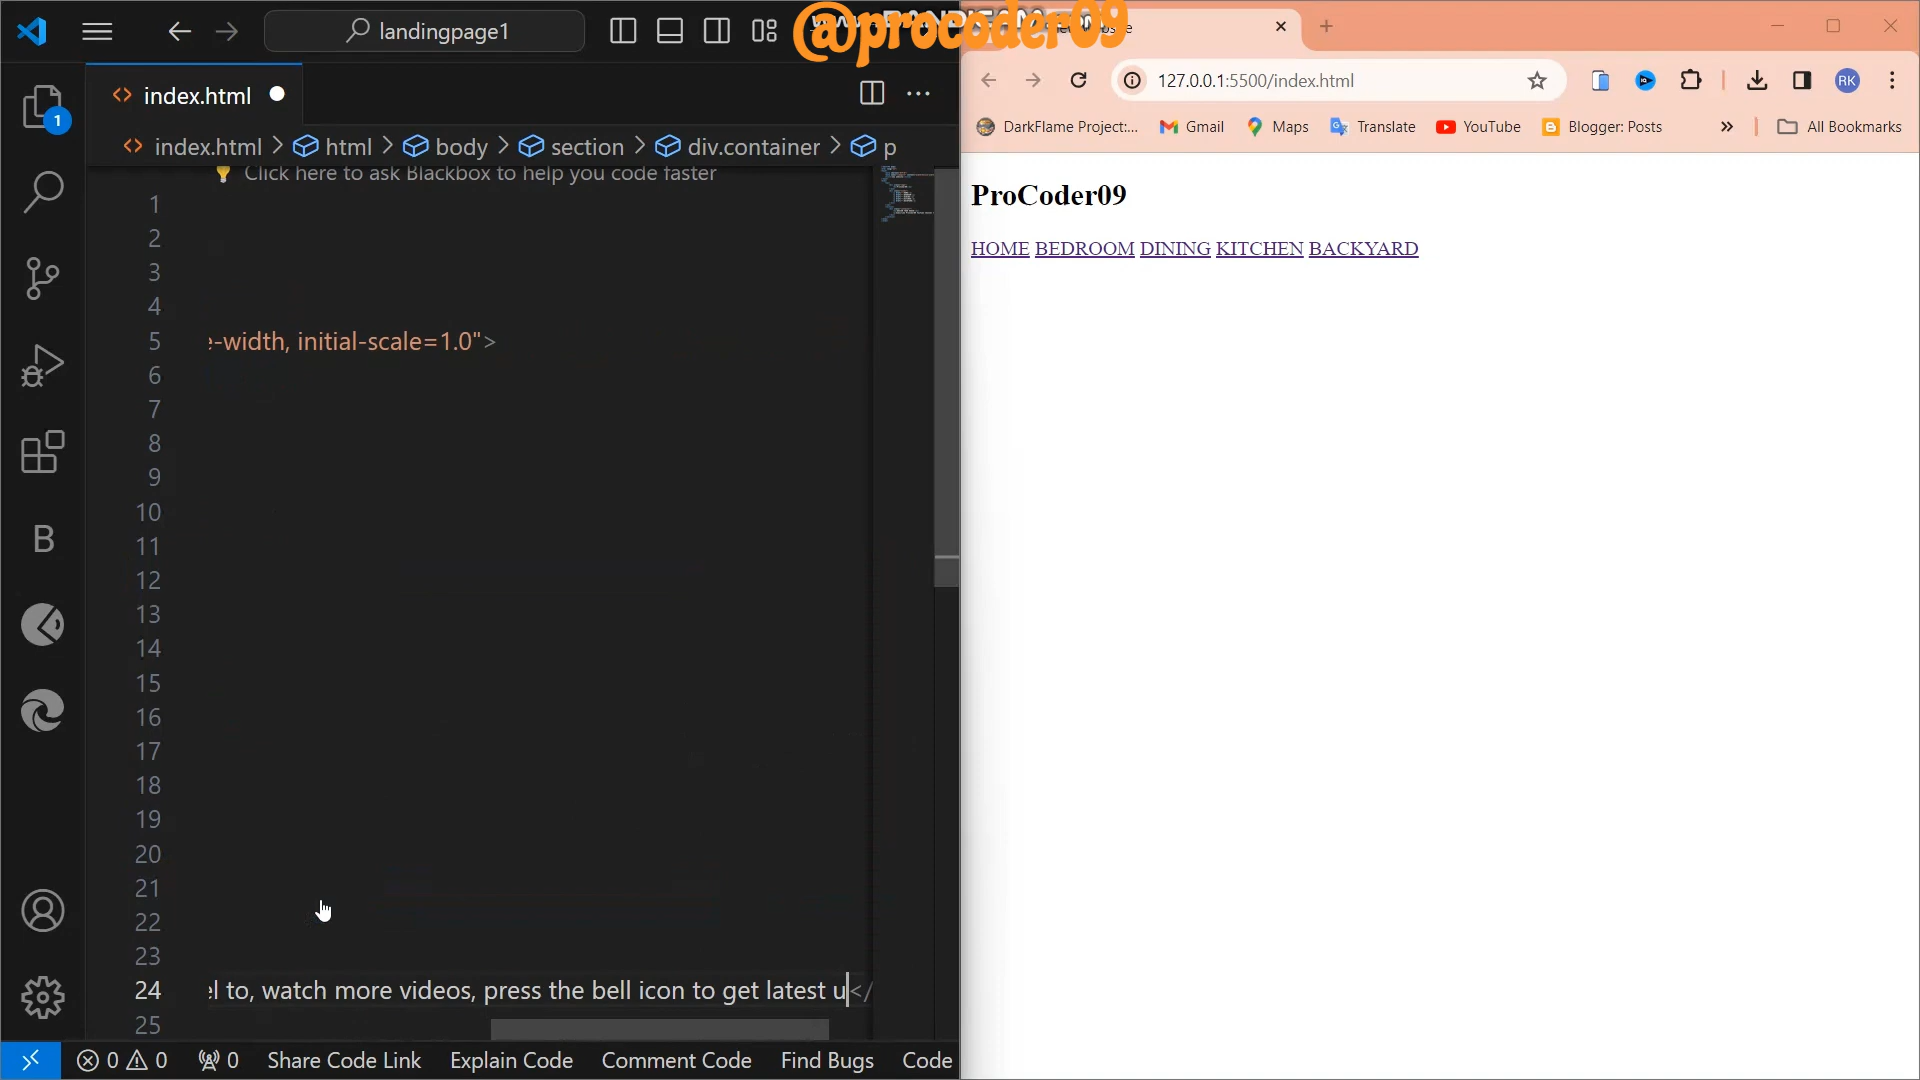 landingpage1
@procoder09
index.html
1
index.html > html > body > section > div.container > p
Click here to ask Blackbox to help you code faster
1
2
3
4
5 e-width, initial-scale=1.0">
6
7
8
9
10
11
12
13
14
15
16
17
18
19
20
21
22
23
24 el to, watch more videos, press the bell icon to get latest u</
25
B
0 0 0 Share Code Link Explain Code Comment Code Find Bugs Code
127.0.0.1:5500/index.html
RK
DarkFlame Project:... Gmail Maps Translate YouTube Blogger: Posts » All Bookmarks
ProCoder09
HOME BEDROOM DINING KITCHEN BACKYARD